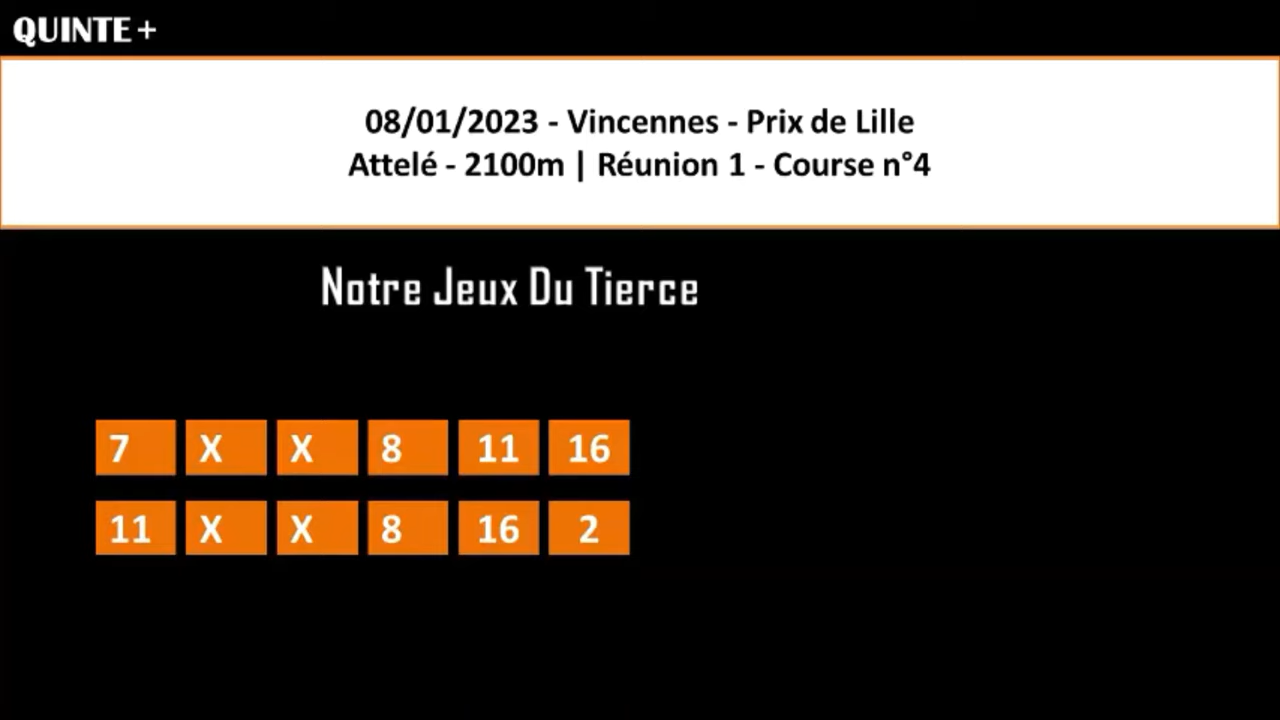 QUINTE +
08/01/2023 - Vincennes - Prix de Lille
Attelé - 2100m | Réunion 1 - Course n°4
Notre Jeux Du Tierce
7 X X 8 11 16
11 X X 8 16 2